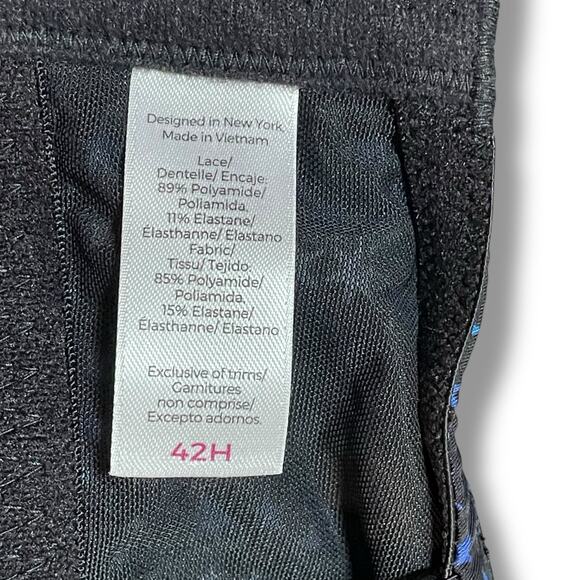 Designed in New York,
Made in Vietnam
Lace/
Dentelle/ Encaje:
89% Polyamide/
Poliamida.
11% Elastane/
Élasthanne/ Elastano
Fabric/
Tissu/ Tejido:
85% Polyamide/
Poliamida.
15% Elastane/
Élasthanne/ Elastano
Exclusive of trims/
Garnitures
non comprise/
Excepto adornos.
42H